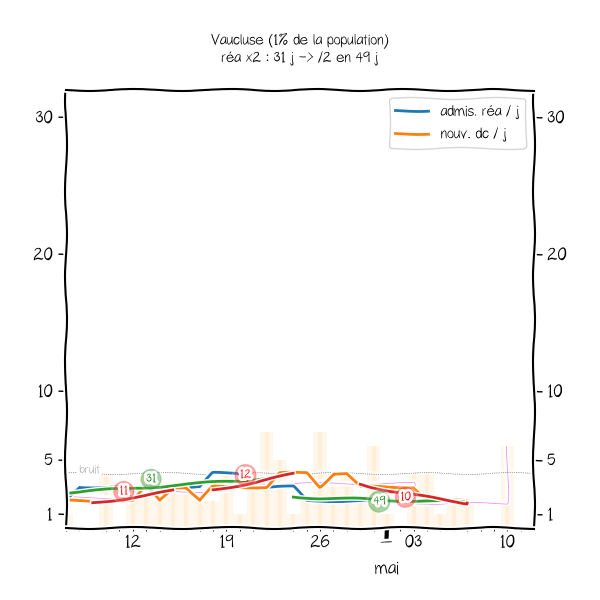 Vaucluse (1% de la population)
réa x2 : 31 j -> /2 en 49 j
admis. réa / j
nouv. dc / j
30 30
20 20
10 10
5 5
bruit
31
12
11
49
10
1 1
12 19 26 1 03 10
mai